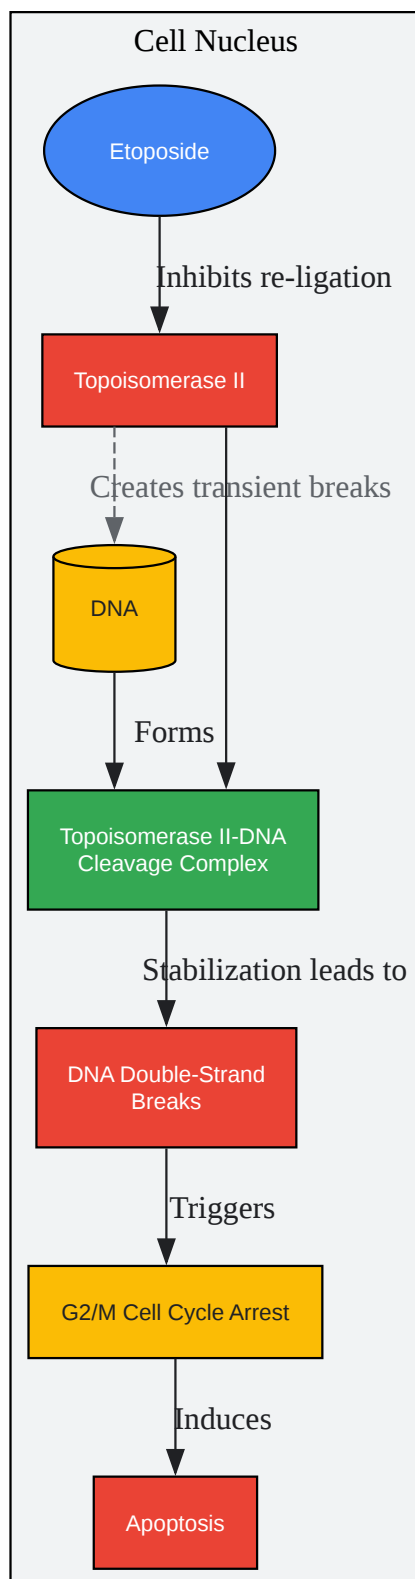 Cell Nucleus
Etoposide
Inhibits re-ligation
Topoisomerase II
Creates transient breaks
DNA
Forms
Topoisomerase II-DNA
Cleavage Complex
Stabilization leads to
DNA Double-Strand
Breaks
Triggers
G2/M Cell Cycle Arrest
Induces
Apoptosis